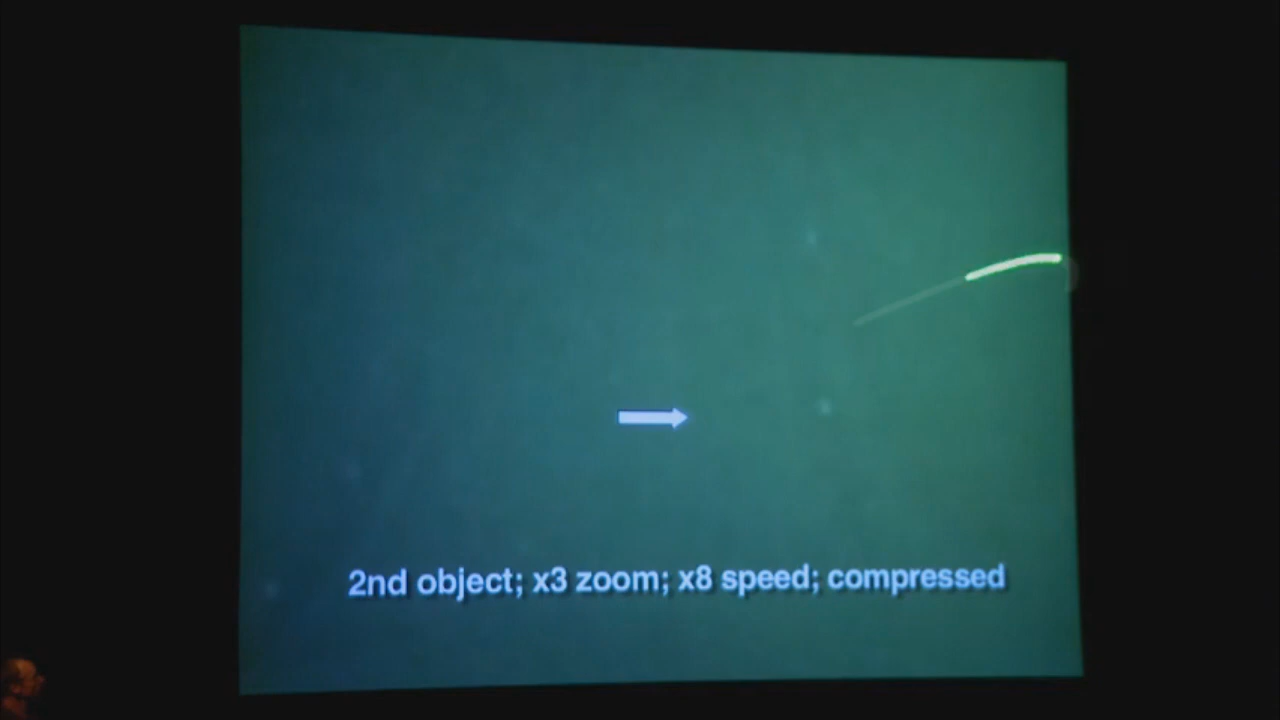 2nd object; x3 zoom; x8 speed; compressed